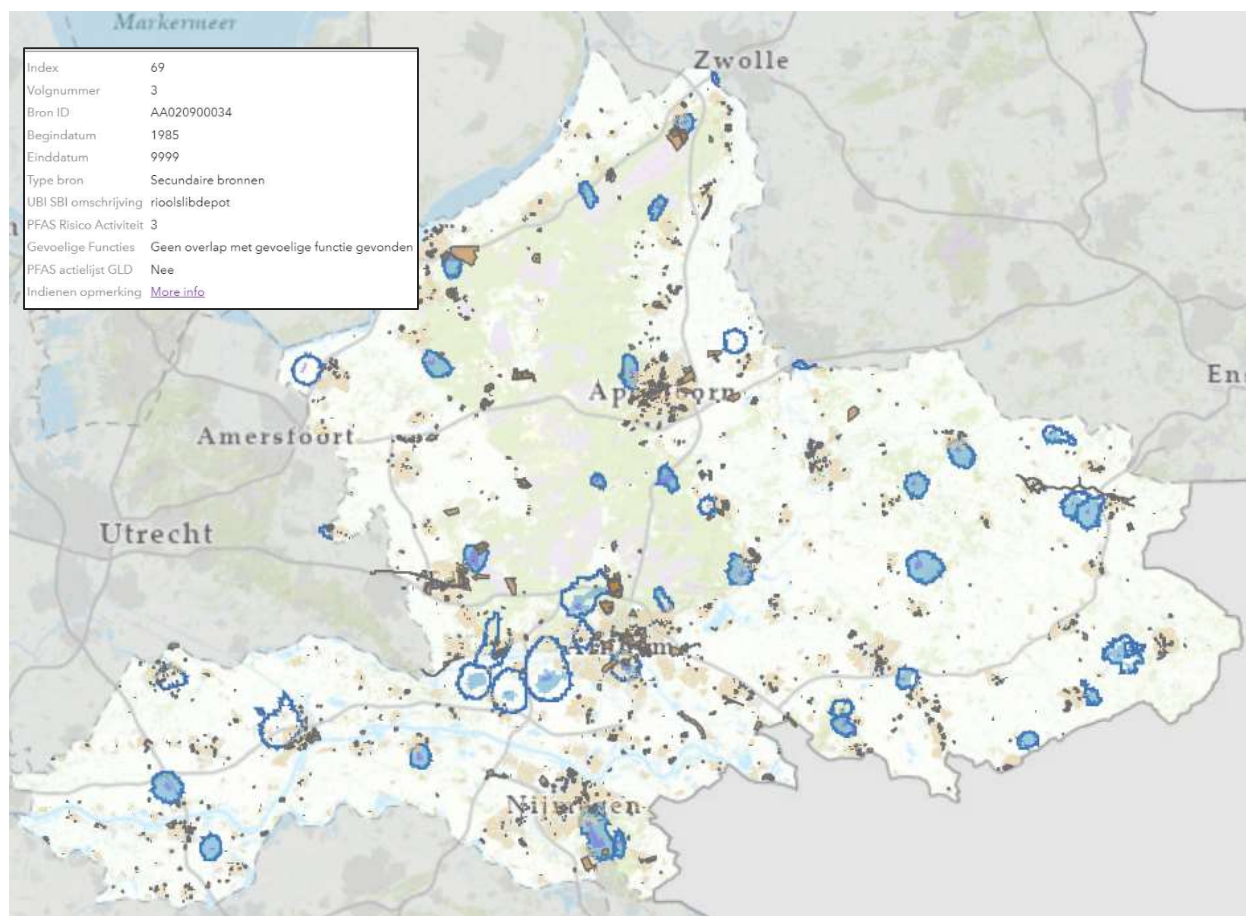 Markermeer
Zwolle
Index 69
Volgnummer 3
Bron ID AA020900034
Begindatum 1985
Einddatum 9999
Type bron Secundaire bronnen
UBI SBI omschrijving rioolslibdepot
PFAS Risico Activiteit 3
Gevoelige Functies Geen overlap met gevoelige functie gevonden
PFAS actielijst GLD Nee
Indienen opmerking More info
Apeldoorn
Ens
Amersfoort
Utrecht
Arnhem
Nijmegen